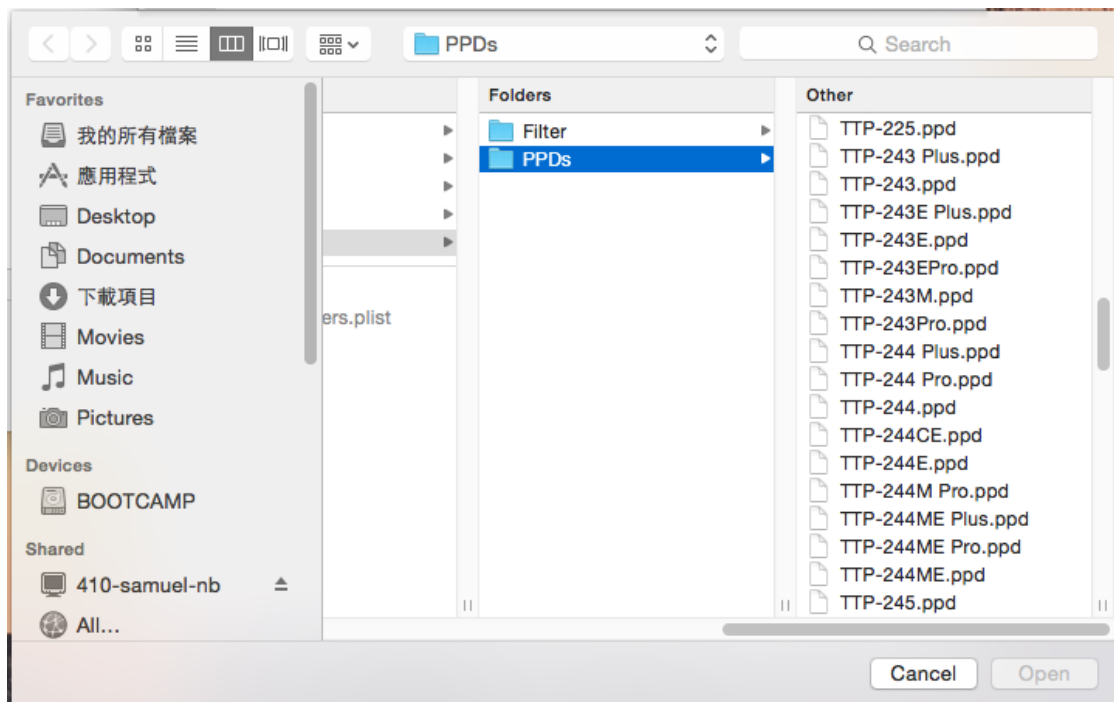 PPDs
Search
Favorites
我的所有檔案
應用程式
Desktop
Documents
下載項目
Movies
Music
Pictures
Devices
BOOTCAMP
Shared
410-samuel-nb
All...
ers.plist
Folders
Filter
PPDs
Other
TTP-225.ppd
TTP-243 Plus.ppd
TTP-243.ppd
TTP-243E Plus.ppd
TTP-243E.ppd
TTP-243EPro.ppd
TTP-243M.ppd
TTP-243Pro.ppd
TTP-244 Plus.ppd
TTP-244 Pro.ppd
TTP-244.ppd
TTP-244CE.ppd
TTP-244E.ppd
TTP-244M Pro.ppd
TTP-244ME Plus.ppd
TTP-244ME Pro.ppd
TTP-244ME.ppd
TTP-245.ppd
Cancel
Open